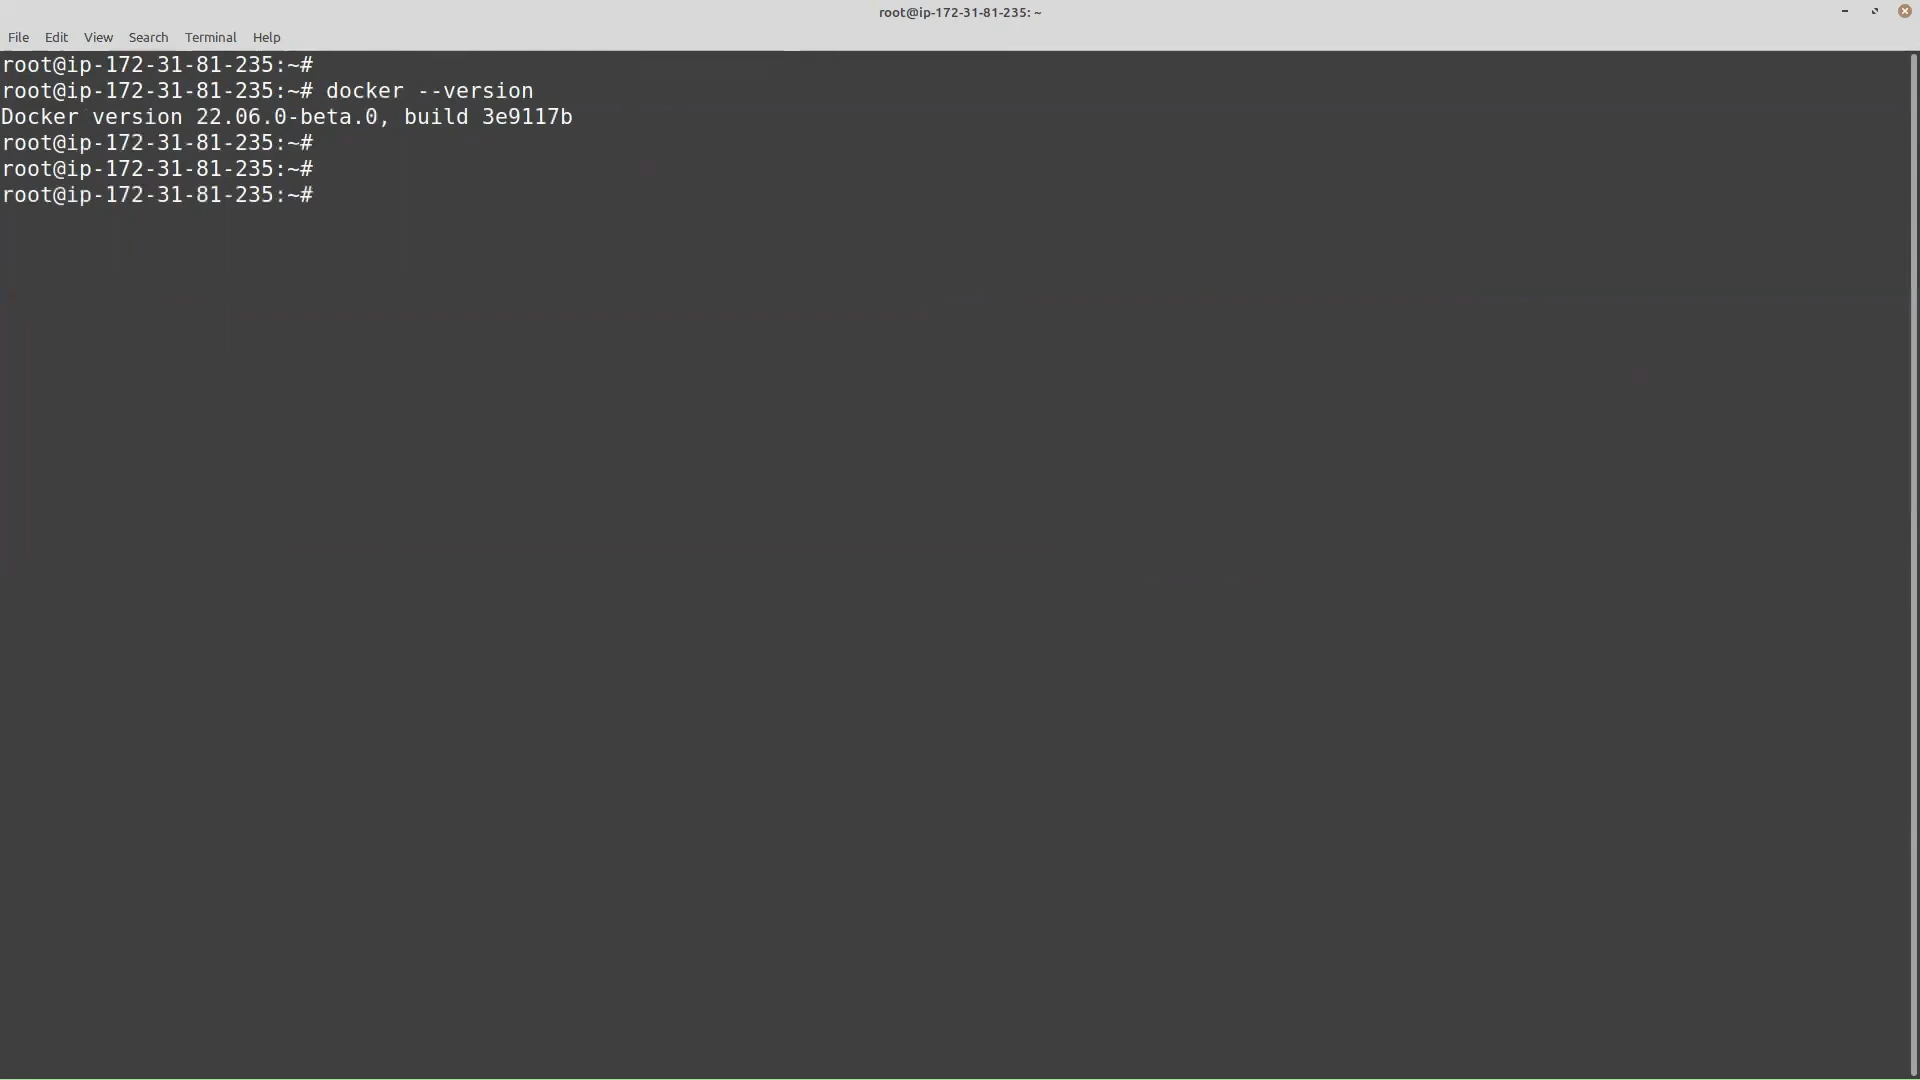 root@ip-172-31-81-235: ~
File Edit View Search Terminal Help
root@ip-172-31-81-235:~#
root@ip-172-31-81-235:~# docker --version
Docker version 22.06.0-beta.0, build 3e9117b
root@ip-172-31-81-235:~#
root@ip-172-31-81-235:~#
root@ip-172-31-81-235:~#